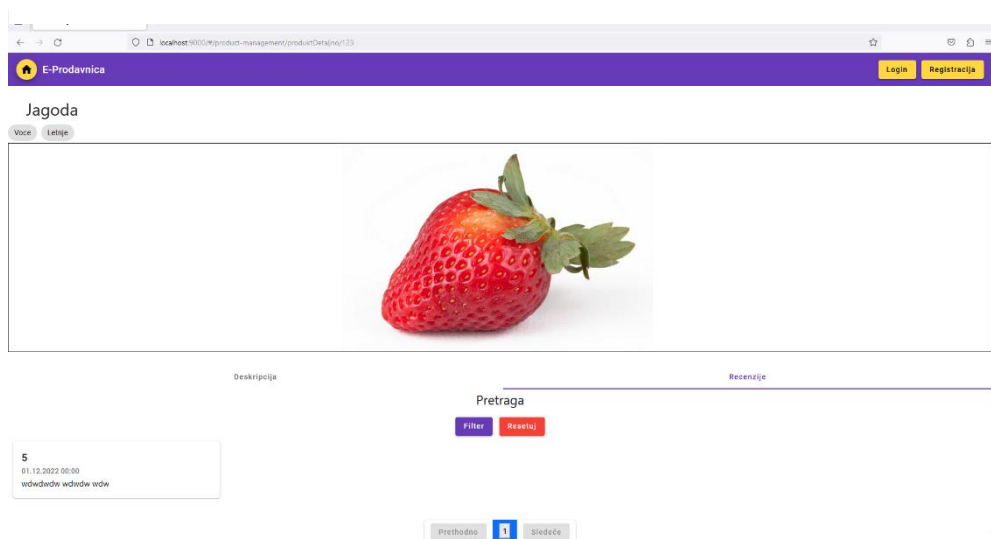 localhost:9000/#/product-management/produktDetaljno/123
E-Prodavnica
Login Registracija
Jagoda
Voce Letnje
Deskripcija Recenzije
Pretraga
Filter Resetuj
5
01.12.2022 00:00
wdwdwdw wdwdw wdw
Prethodno 1 Sledeće